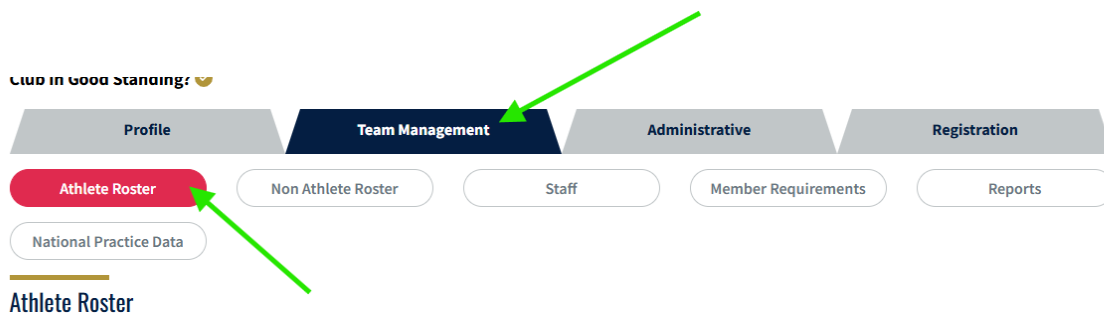 Club in Good Standing?
Profile Team Management Administrative Registration
Athlete Roster Non Athlete Roster Staff Member Requirements Reports
National Practice Data
Athlete Roster